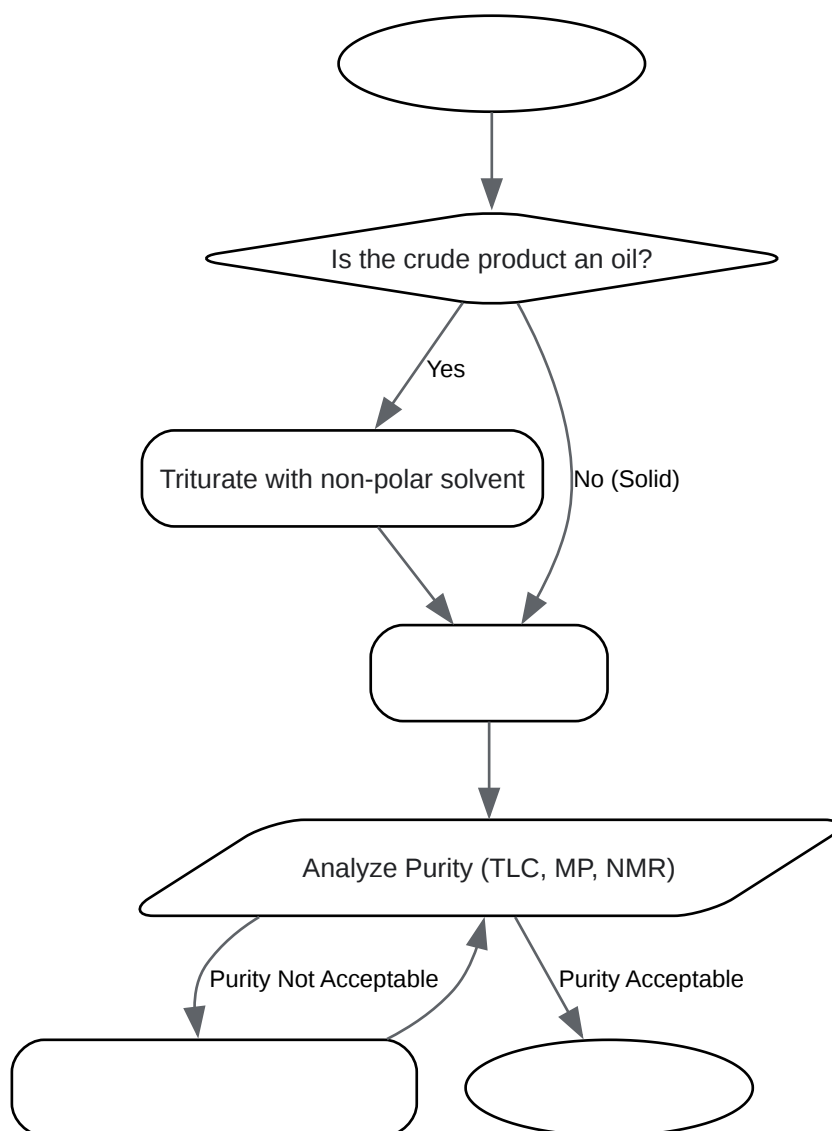 Is the crude product an oil?
Yes
Triturate with non-polar solvent
No (Solid)
Analyze Purity (TLC, MP, NMR)
Purity Not Acceptable
Purity Acceptable